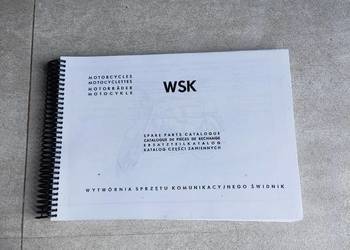 MOTORCYCLES
MOTOCYCLETTES
MOTORRÄDER
MOTOCYKLE
WSK
SPARE PARTS CATALOGUE
CATALOGUE DE PIECES DE RECHANGE
ERSATZTEILKATALOG
KATALOG CZĘŚCI ZAMIENNYCH
WYTWÓRNIA SPRZĘTU KOMUNIKACYJNEGO ŚWIDNIK